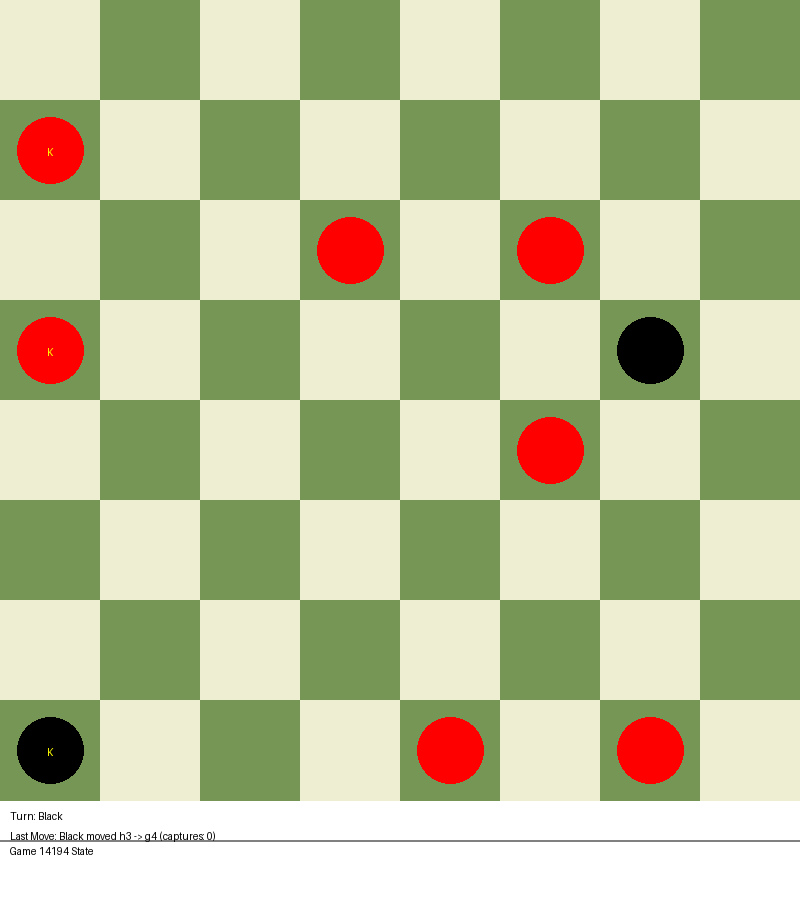 K
K
K
Turn: Black
Last Move: Black moved h3 -> g4 (captures: 0)
Game 14194 State